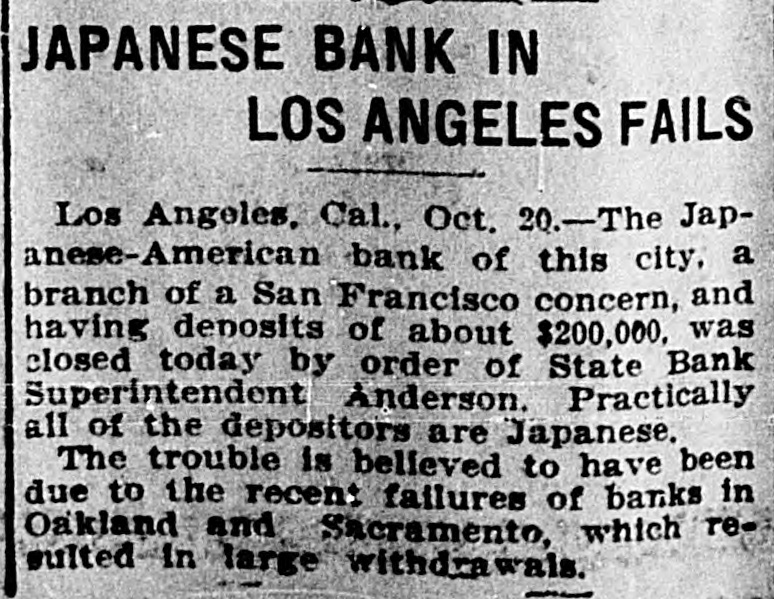 JAPANESE BANK IN
LOS ANGELES FAILS
Los Angeles, Cal., Oct. 20.—The Jap-
anese-American bank of this city, a
branch of a San Francisco concern, and
having deposits of about $200,000, was
closed today by order of State Bank
Superintendent Anderson. Practically
all of the depositors are Japanese.
The trouble is believed to have been
due to the recent failures of banks in
Oakland and Sacramento, which re-
sulted in large withdrawals.